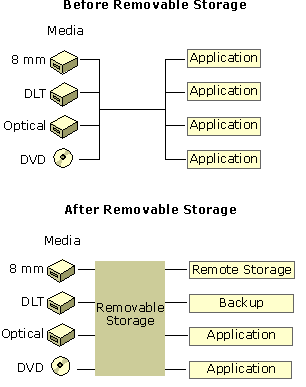 Before Removable Storage
Media
8 mm
Application
DLT
Application
Optical
Application
DVD
Application
After Removable Storage
Media
8 mm
Remote Storage
DLT
Backup
Removable
Storage
Optical
Application
DVD
Application